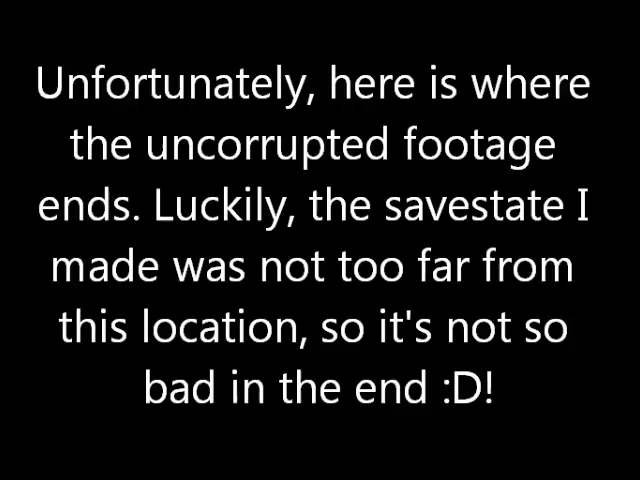 Unfortunately, here is where
the uncorrupted footage
ends. Luckily, the savestate I
made was not too far from
this location, so it's not so
bad in the end :D!